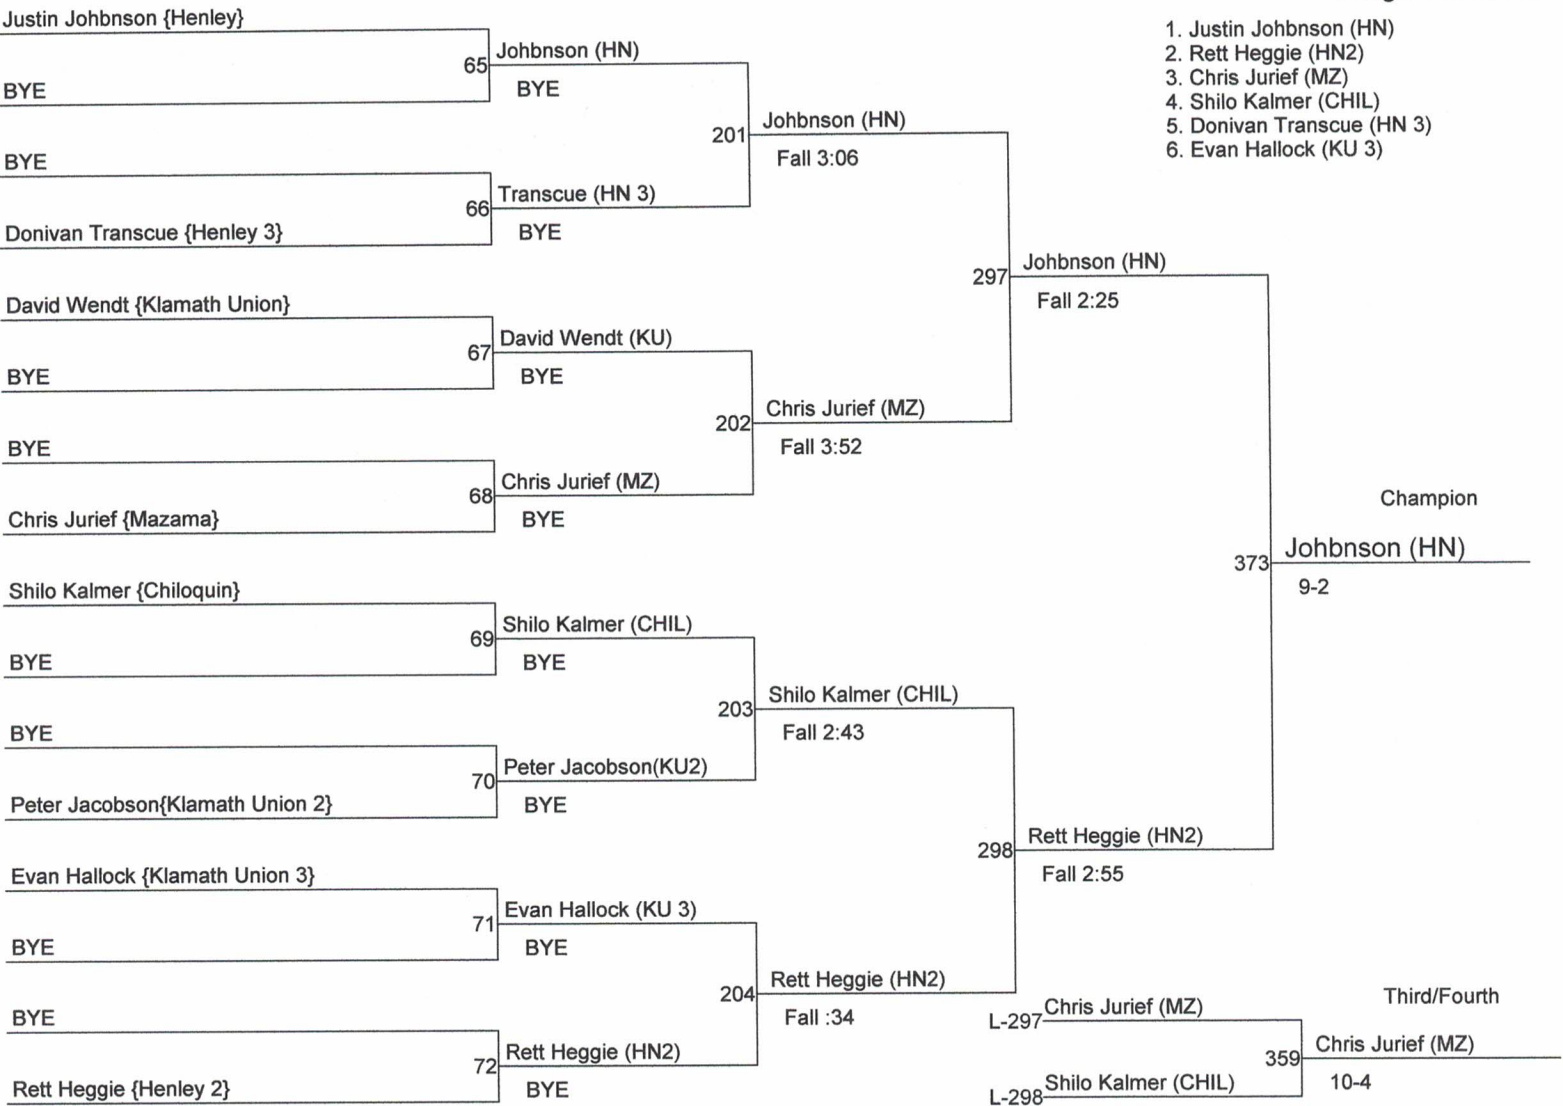 Justin Johbnson {Henley}
BYE
BYE
Donivan Transcue {Henley 3}
David Wendt {Klamath Union}
BYE
BYE
Chris Jurief {Mazama}
Shilo Kalmer {Chiloquin}
BYE
BYE
Peter Jacobson{Klamath Union 2}
Evan Hallock {Klamath Union 3}
BYE
BYE
Rett Heggie {Henley 2}
65 Johbnson (HN)
BYE
66 Transcue (HN 3)
BYE
67 David Wendt (KU)
BYE
68 Chris Jurief (MZ)
BYE
69 Shilo Kalmer (CHIL)
BYE
70 Peter Jacobson(KU2)
BYE
71 Evan Hallock (KU 3)
BYE
72 Rett Heggie (HN2)
BYE
201 Johbnson (HN)
Fall 3:06
202 Chris Jurief (MZ)
Fall 3:52
203 Shilo Kalmer (CHIL)
Fall 2:43
204 Rett Heggie (HN2)
Fall :34
297 Johbnson (HN)
Fall 2:25
298 Rett Heggie (HN2)
Fall 2:55
Champion
373 Johbnson (HN)
9-2
1. Justin Johbnson (HN)
2. Rett Heggie (HN2)
3. Chris Jurief (MZ)
4. Shilo Kalmer (CHIL)
5. Donivan Transcue (HN 3)
6. Evan Hallock (KU 3)
Third/Fourth
L-297 Chris Jurief (MZ)
L-298 Shilo Kalmer (CHIL)
359 Chris Jurief (MZ)
10-4